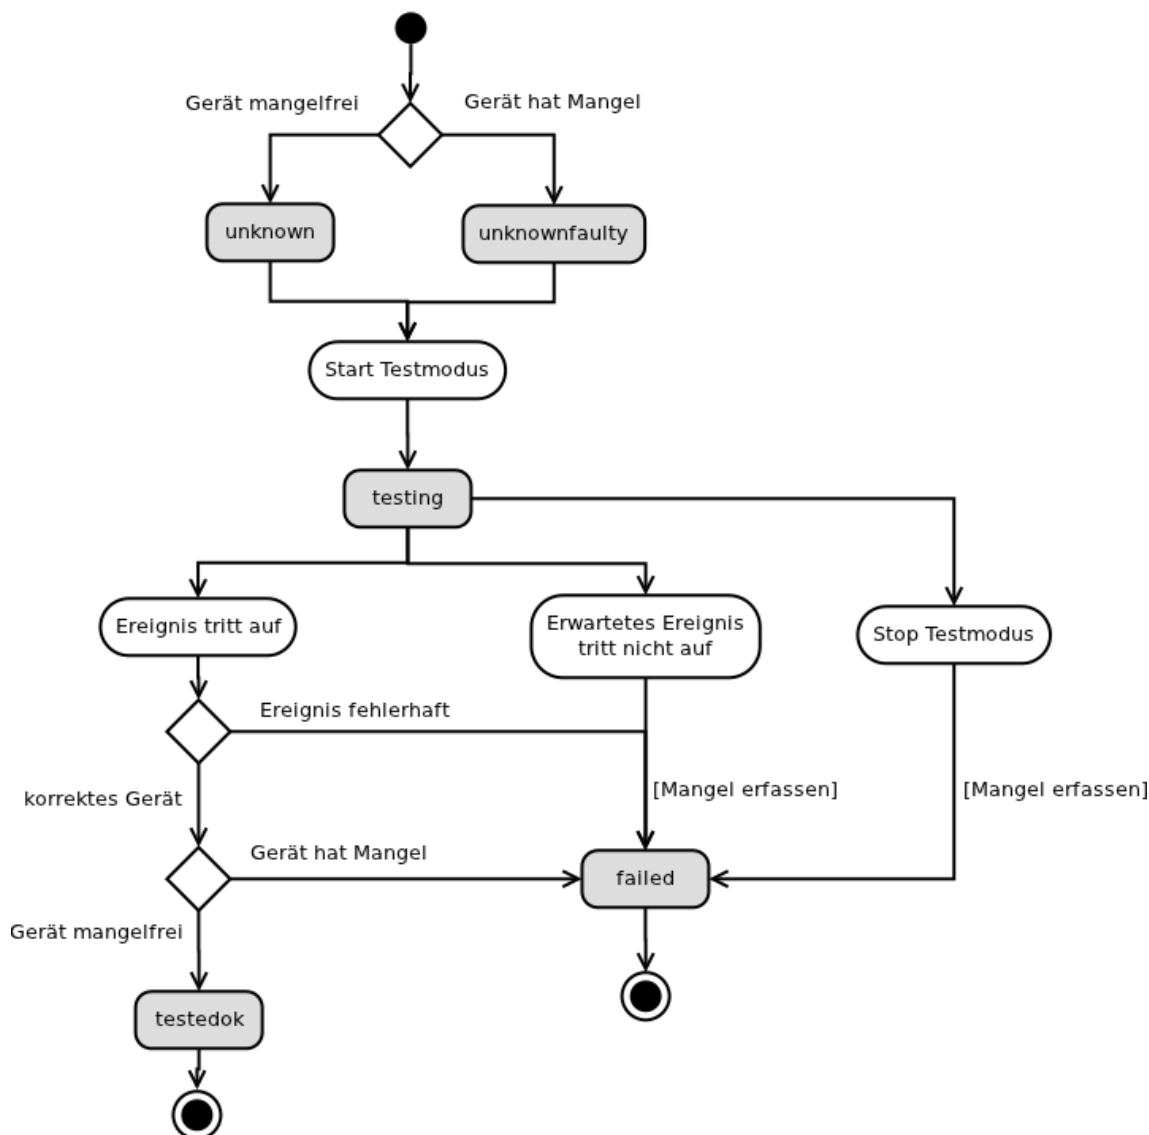 Gerät mangelfrei
Gerät hat Mangel
unknown
unknownfaulty
Start Testmodus
testing
Ereignis tritt auf
Erwartetes Ereignis
tritt nicht auf
Stop Testmodus
Ereignis fehlerhaft
korrektes Gerät
[Mangel erfassen]
[Mangel erfassen]
Gerät hat Mangel
failed
Gerät mangelfrei
testedok